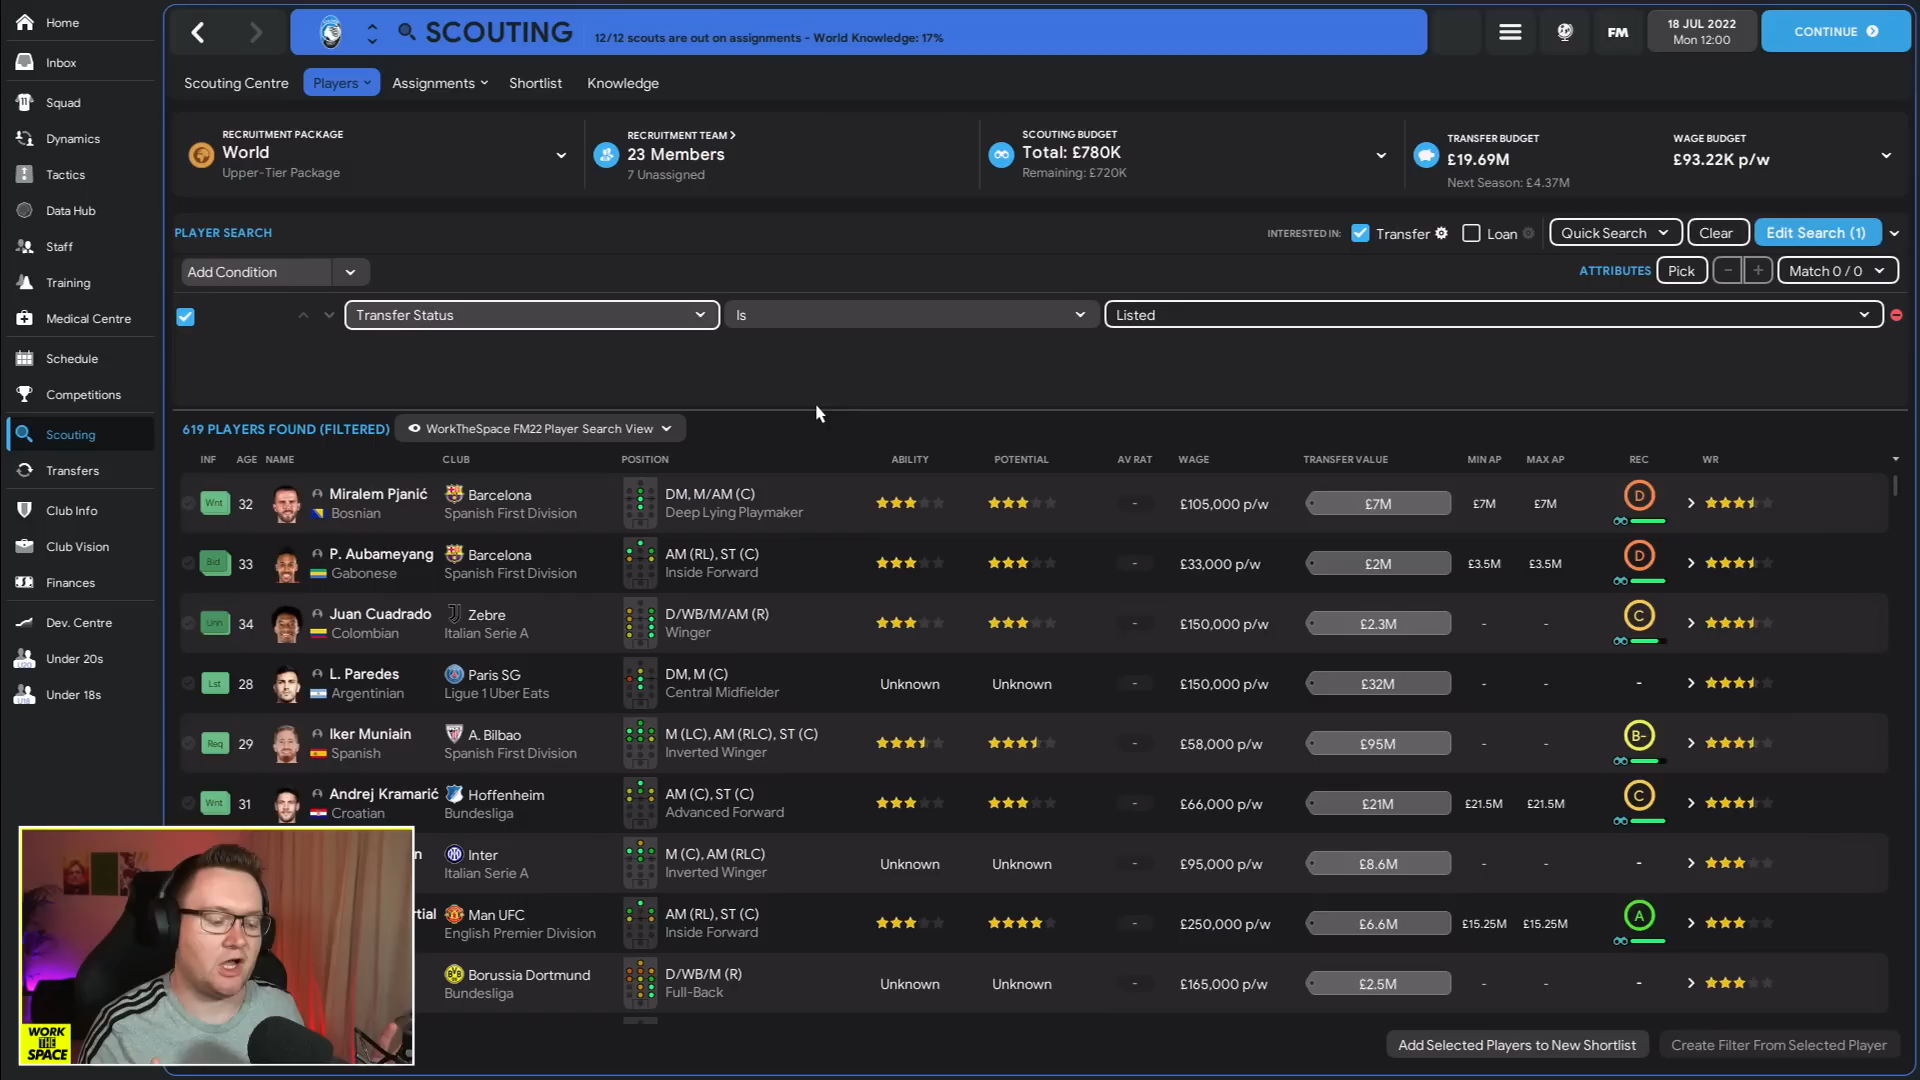 Home
SCOUTING
12/12 scouts are out on assignments - World Knowledge: 17%
FM
18 JUL 2022
Mon 12:00
CONTINUE
Inbox
Squad
Dynamics
Tactics
Data Hub
Staff
Training
Medical Centre
Schedule
Competitions
Scouting
Transfers
Club Info
Club Vision
Finances
Dev. Centre
Under 20s
Under 18s
Scouting Centre Players Assignments Shortlist Knowledge
RECRUITMENT PACKAGE
World
Upper-Tier Package
RECRUITMENT TEAM
23 Members
7 Unassigned
SCOUTING BUDGET
Total: £780K
Remaining: £720K
TRANSFER BUDGET
£19.69M
Next Season: £4.37M
WAGE BUDGET
£93.22K p/w
PLAYER SEARCH
INTERESTED IN: Transfer Loan Quick Search Clear Edit Search (1)
Add Condition
ATTRIBUTES Pick - + Match 0 / 0
Transfer Status Is Listed
619 PLAYERS FOUND (FILTERED) WorkTheSpace FM22 Player Search View
INF AGE NAME CLUB POSITION ABILITY POTENTIAL AV RAT WAGE TRANSFER VALUE MIN AP MAX AP REC WR
Wnt 32 Miralem Pjanić Barcelona DM, M/AM (C) - £105,000 p/w £7M £7M £7M D
Bosnian Spanish First Division Deep Lying Playmaker
Bid 33 P. Aubameyang Barcelona AM (RL), ST (C) - £33,000 p/w £2M £3.5M £3.5M D
Gabonese Spanish First Division Inside Forward
Unh 34 Juan Cuadrado Zebre D/WB/M/AM (R) - £150,000 p/w £2.3M - - C
Colombian Italian Serie A Winger
Lst 28 L. Paredes Paris SG DM, M (C) Unknown Unknown - £150,000 p/w £32M - - -
Argentinian Ligue 1 Uber Eats Central Midfielder
Req 29 Iker Muniain A. Bilbao M (LC), AM (RLC), ST (C) - £58,000 p/w £95M - - B-
Spanish Spanish First Division Inverted Winger
Wnt 31 Andrej Kramarić Hoffenheim AM (C), ST (C) - £66,000 p/w £21M £21.5M £21.5M C
Croatian Bundesliga Advanced Forward
n Inter M (C), AM (RLC) Unknown Unknown - £95,000 p/w £8.6M - - -
Italian Serie A Inverted Winger
tial Man UFC AM (RL), ST (C) - £250,000 p/w £6.6M £15.25M £15.25M A
English Premier Division Inside Forward
Borussia Dortmund D/WB/M (R) Unknown Unknown - £165,000 p/w £2.5M - - -
Bundesliga Full-Back
WORK
THE
SPACE
Add Selected Players to New Shortlist Create Filter From Selected Player